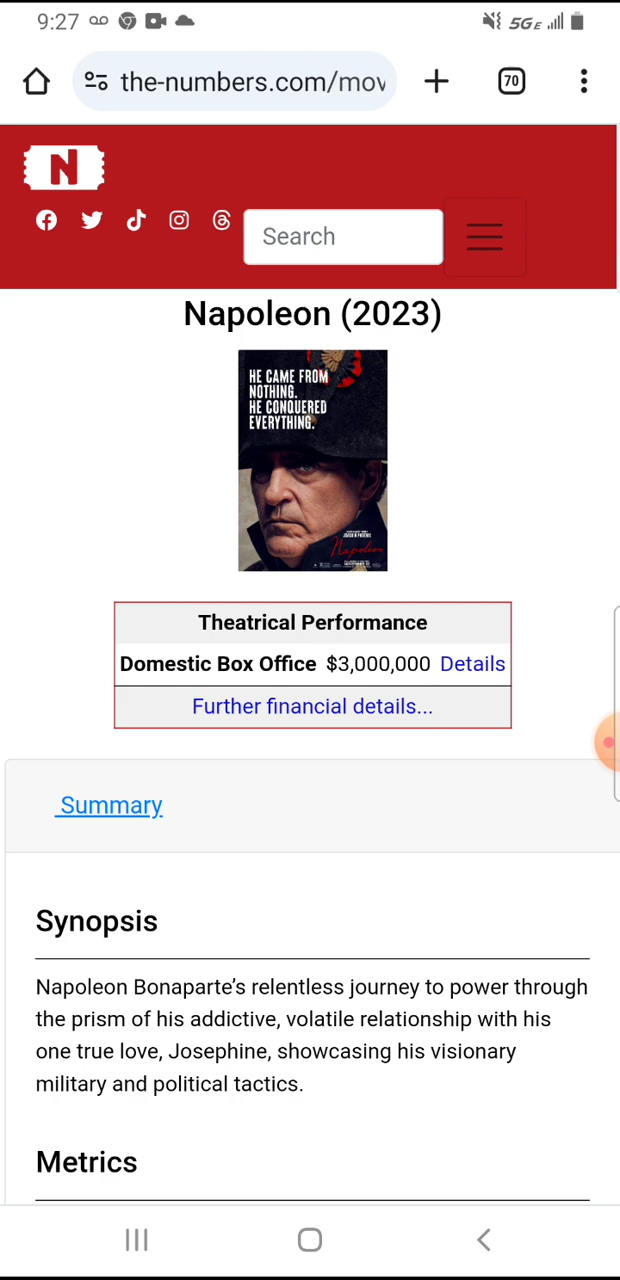 9:27
5GE
the-numbers.com/mov
70
N
Search
Napoleon (2023)
HE CAME FROM
NOTHING.
HE CONQUERED
EVERYTHING.
JOAQUIN PHOENIX
Napoleon
Theatrical Performance
Domestic Box Office $3,000,000 Details
Further financial details...
Summary
Synopsis
Napoleon Bonaparte’s relentless journey to power through
the prism of his addictive, volatile relationship with his
one true love, Josephine, showcasing his visionary
military and political tactics.
Metrics